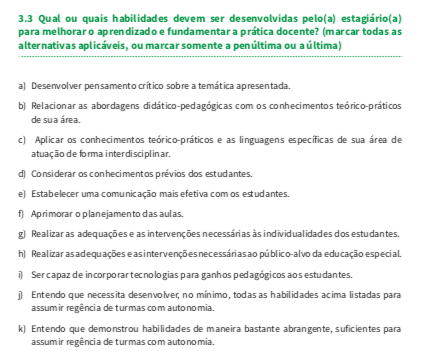 3.3 Qual ou quais habilidades devem ser desenvolvidas pelo(a) estagiário(a)
para melhorar o aprendizado e fundamentar a prática docente? (marcar todas as
alternativas aplicáveis, ou marcar somente a penúltima ou a última)
a) Desenvolver pensamento crítico sobre a temática apresentada.
b) Relacionar as abordagens didático-pedagógicas com os conhecimentos teórico-práticos
de sua área.
c) Aplicar os conhecimentos teórico-práticos e as linguagens específicas de sua área de
atuação de forma interdisciplinar.
d) Considerar os conhecimentos prévios dos estudantes.
e) Estabelecer uma comunicação mais efetiva com os estudantes.
f) Aprimorar o planejamento das aulas.
g) Realizar as adequações e as intervenções necessárias às individualidades dos estudantes.
h) Realizar as adequações e as intervenções necessárias ao público-alvo da educação especial.
i) Ser capaz de incorporar tecnologias para ganhos pedagógicos aos estudantes.
j) Entendo que necessita desenvolver, no mínimo, todas as habilidades acima listadas para
assumir regência de turmas com autonomia.
k) Entendo que demonstrou habilidades de maneira bastante abrangente, suficientes para
assumir regência de turmas com autonomia.